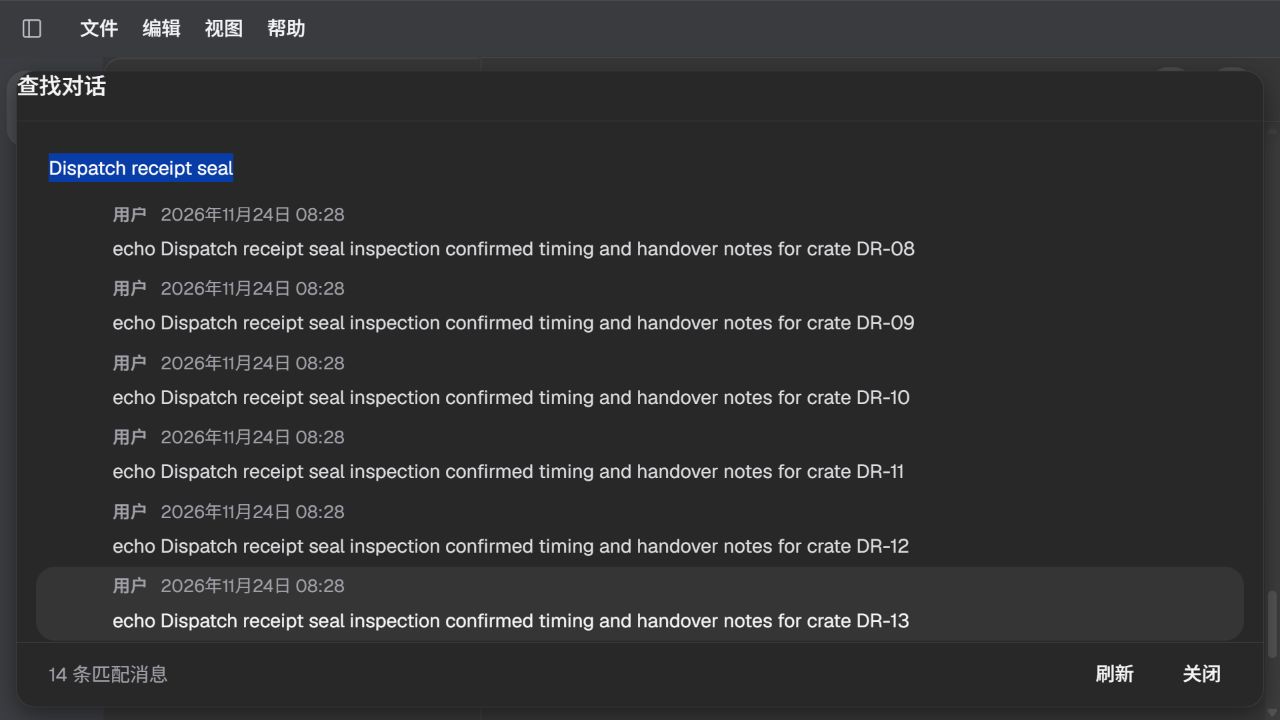 文件 编辑 视图 帮助
查找对话
Dispatch receipt seal
用户 2026年11月24日 08:28
echo Dispatch receipt seal inspection confirmed timing and handover notes for crate DR-08
用户 2026年11月24日 08:28
echo Dispatch receipt seal inspection confirmed timing and handover notes for crate DR-09
用户 2026年11月24日 08:28
echo Dispatch receipt seal inspection confirmed timing and handover notes for crate DR-10
用户 2026年11月24日 08:28
echo Dispatch receipt seal inspection confirmed timing and handover notes for crate DR-11
用户 2026年11月24日 08:28
echo Dispatch receipt seal inspection confirmed timing and handover notes for crate DR-12
用户 2026年11月24日 08:28
echo Dispatch receipt seal inspection confirmed timing and handover notes for crate DR-13
14 条匹配消息 刷新 关闭